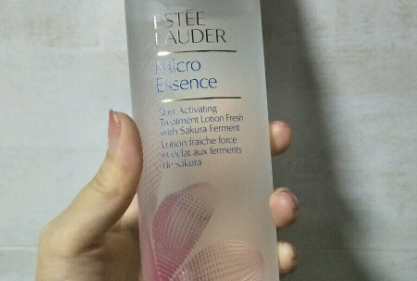 ESTĒE
LAUDER
Micro
Essence
Skin Activating
Treatment Lotion Fresh
with Sakura Ferment
Lotion fraîche force
et éclat aux ferments
de sakura